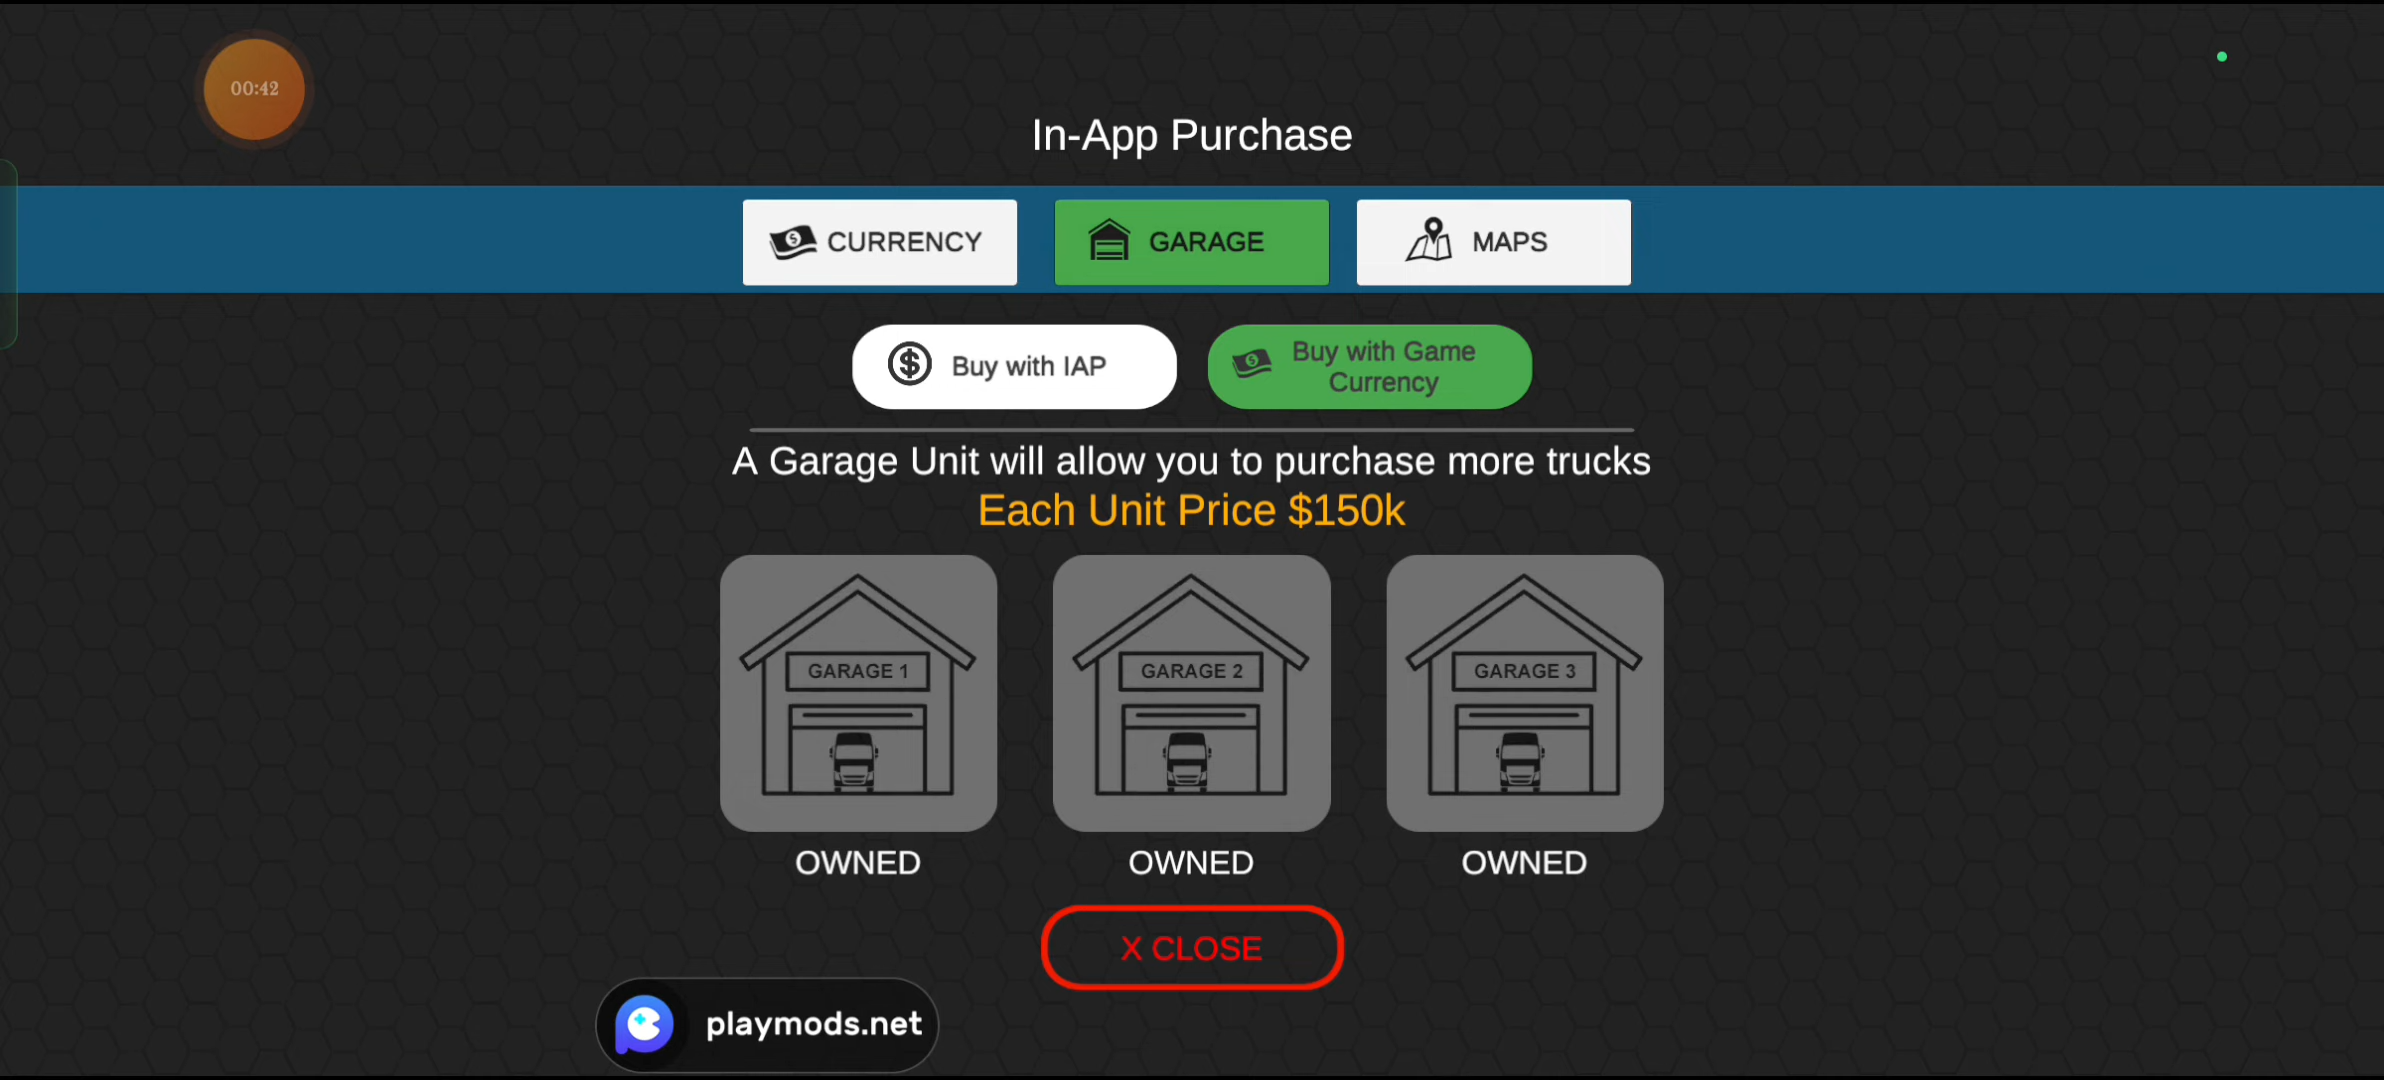 00:42
In-App Purchase
CURRENCY
GARAGE
MAPS
Buy with IAP
Buy with Game
Currency
A Garage Unit will allow you to purchase more trucks
Each Unit Price $150k
GARAGE 1
GARAGE 2
GARAGE 3
OWNED
OWNED
OWNED
X CLOSE
playmods.net